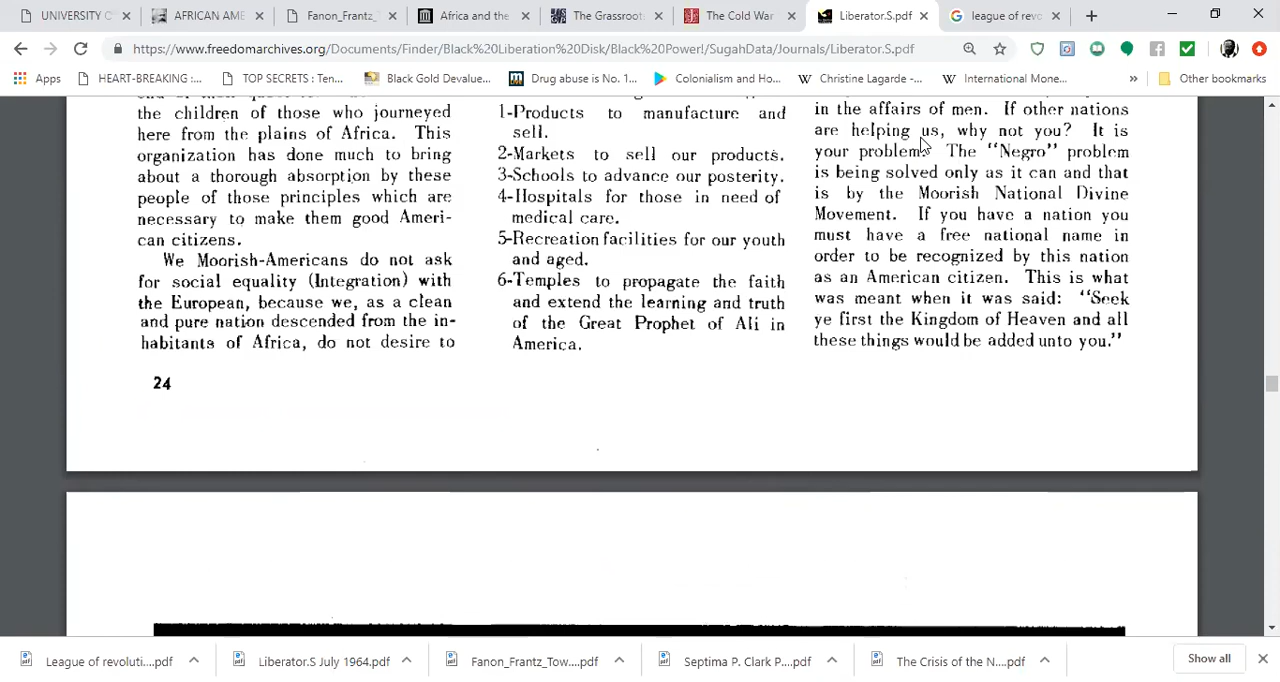 UNIVERSITY O
AFRICAN AME
Fanon_Frantz_
Africa and the
The Grassroot
The Cold War
Liberator.S.pdf
league of revo
https://www.freedomarchives.org/Documents/Finder/Black%20Liberation%20Disk/Black%20Power!/SugahData/Journals/Liberator.S.pdf
Apps
HEART-BREAKING :...
TOP SECRETS : Ten...
Black Gold Devalue...
Drug abuse is No. 1...
Colonialism and Ho...
Christine Lagarde -...
International Mone...
»
Other bookmarks
the children of those who journeyed
here from the plains of Africa. This
organization has done much to bring
about a thorough absorption by these
people of those principles which are
necessary to make them good Ameri-
can citizens.
We Moorish-Americans do not ask
for social equality (Integration) with
the European, because we, as a clean
and pure nation descended from the in-
habitants of Africa, do not desire to
24
1-Products to manufacture and
sell.
2-Markets to sell our products.
3-Schools to advance our posterity.
4-Hospitals for those in need of
medical care.
5-Recreation facilities for our youth
and aged.
6-Temples to propagate the faith
and extend the learning and truth
of the Great Prophet of Ali in
America.
in the affairs of men. If other nations
are helping us, why not you? It is
your problem. The "Negro" problem
is being solved only as it can and that
is by the Moorish National Divine
Movement. If you have a nation you
must have a free national name in
order to be recognized by this nation
as an American citizen. This is what
was meant when it was said: "Seek
ye first the Kingdom of Heaven and all
these things would be added unto you."
League of revoluti....pdf
Liberator.S July 1964.pdf
Fanon_Frantz_Tow....pdf
Septima P. Clark P....pdf
The Crisis of the N....pdf
Show all